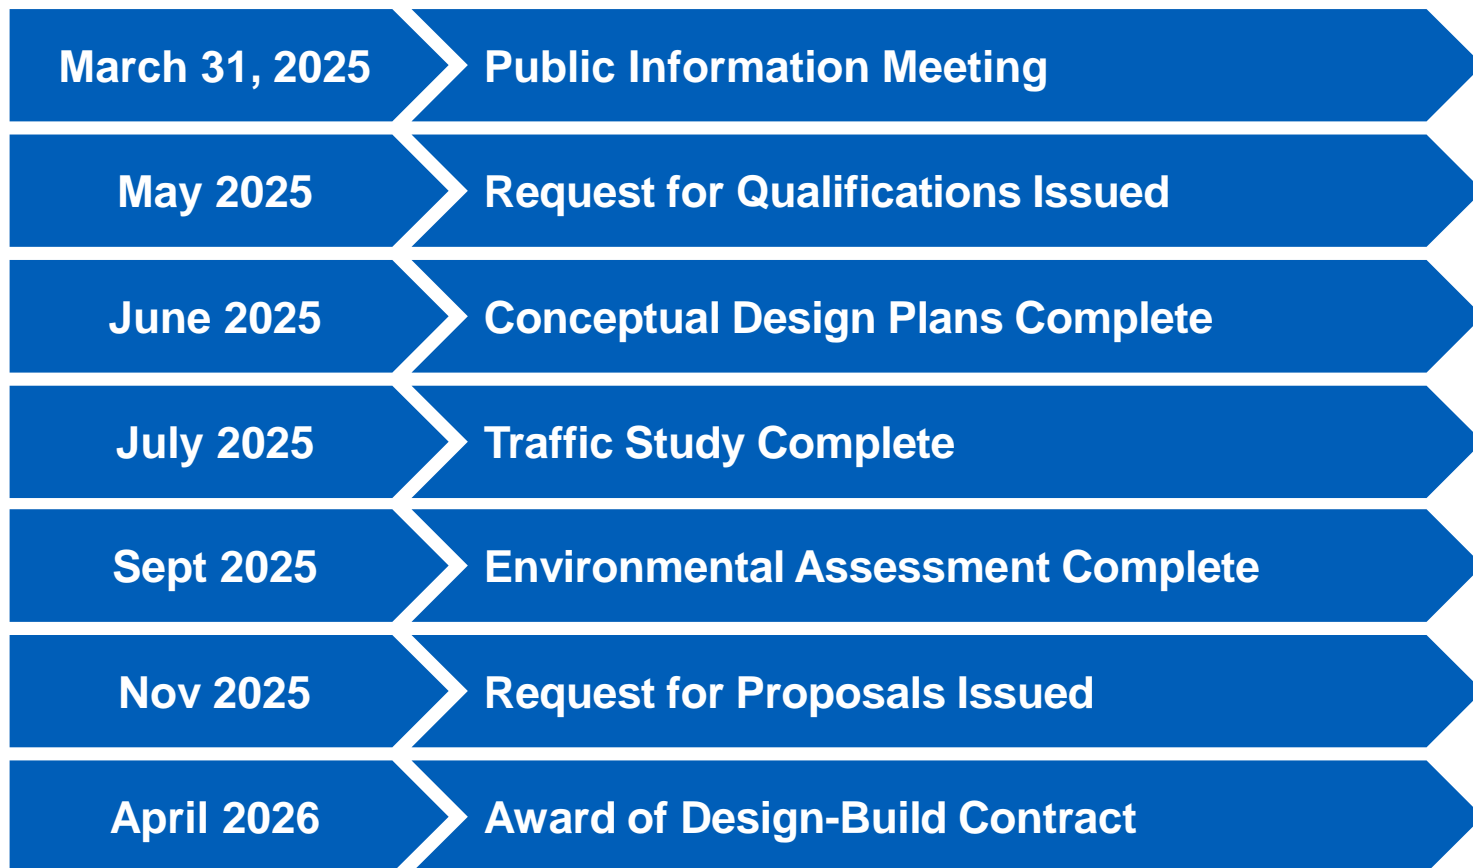 March 31, 2025 Public Information Meeting
May 2025 Request for Qualifications Issued
June 2025 Conceptual Design Plans Complete
July 2025 Traffic Study Complete
Sept 2025 Environmental Assessment Complete
Nov 2025 Request for Proposals Issued
April 2026 Award of Design-Build Contract